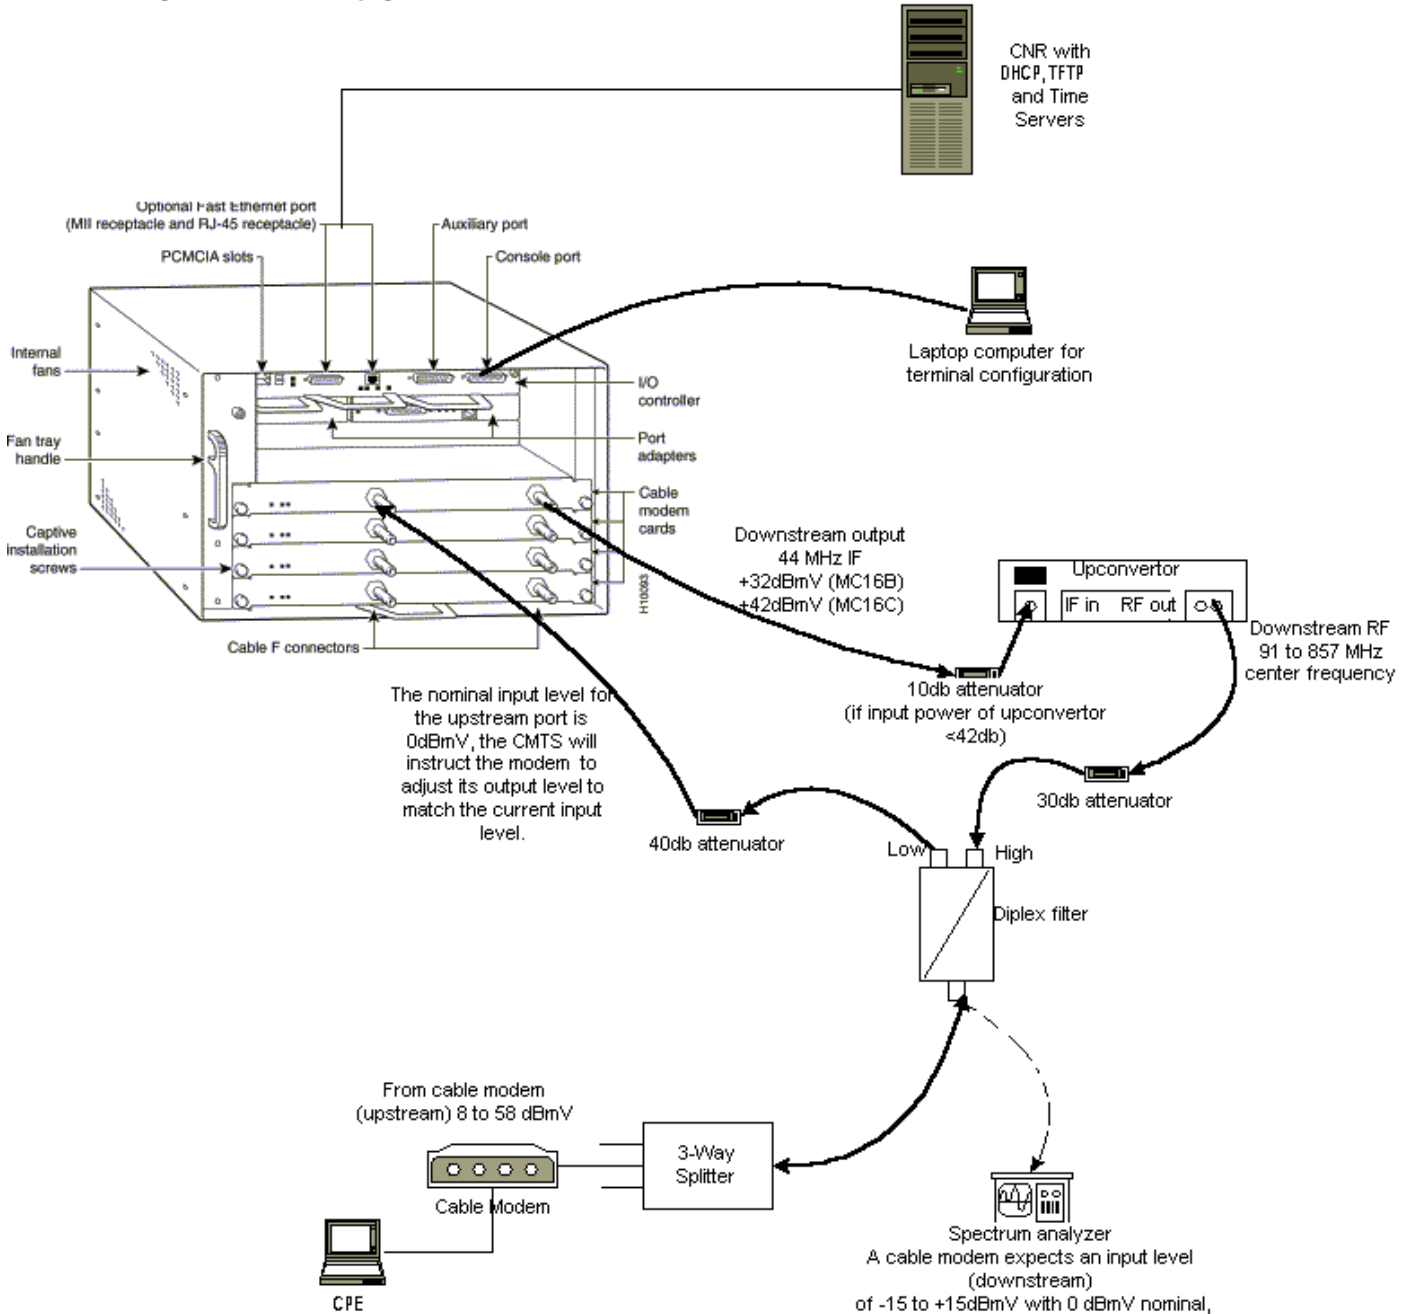 CNR with
DHCP,TFTP
and Time
Servers
Optional Fast Ethernet port
(MII receptacle and RJ-45 receptacle)
Auxiliary port
PCMCIA slots
Console port
Internal
fans
Laptop computer for
terminal configuration
I/O
controller
Fan tray
handle
Port
adapters
Cable
modem
cards
Captive
installation
screws
H10093
Cable F connectors
Downstream output
44 MHz IF
+32dBmV (MC16B)
+42dBmV (MC16C)
Upconvertor
IF in
RF out
Downstream RF
91 to 857 MHz
center frequency
10db attenuator
(if input power of upconvertor
<42db)
The nominal input level for
the upstream port is
0dBmV, the CMTS will
instruct the modem to
adjust its output level to
match the current input
level.
30db attenuator
40db attenuator
Low
High
Diplex filter
From cable modem
(upstream) 8 to 58 dBmV
3-Way
Splitter
Cable Modem
CPE
Spectrum analyzer
A cable modem expects an input level
(downstream)
of -15 to +15dBmV with 0 dBmV nominal,